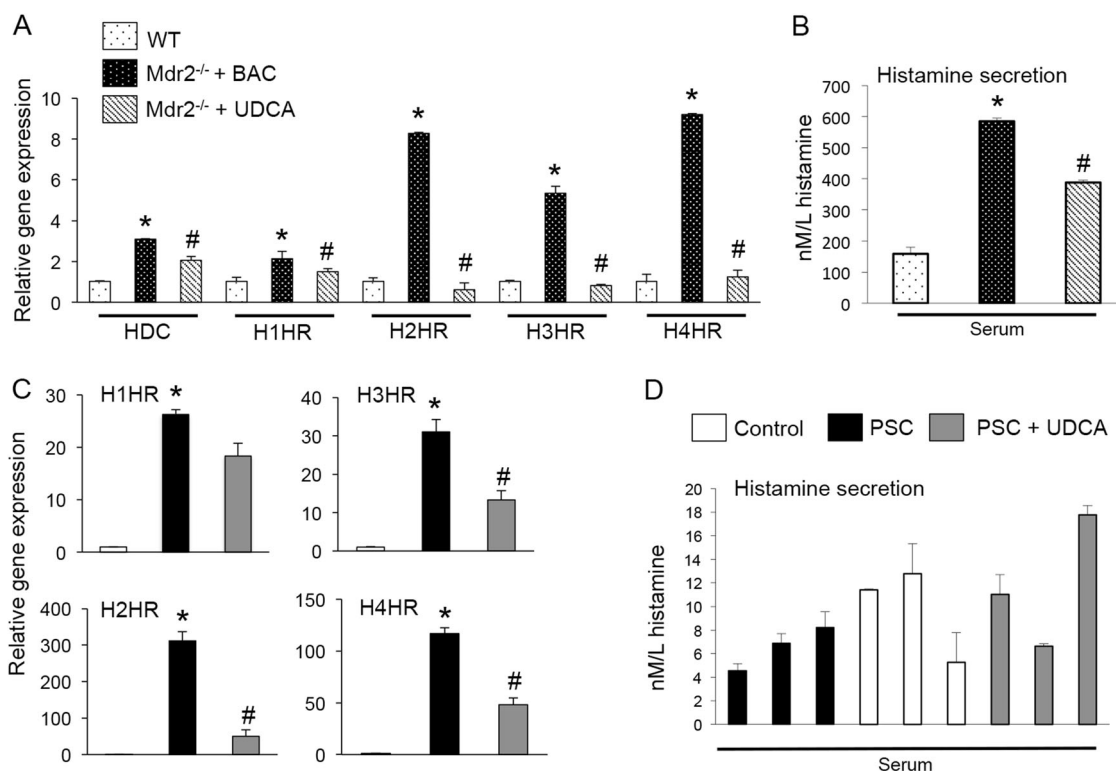 A
WT
Mdr2-/- + BAC
Mdr2-/- + UDCA
Relative gene expression
10
8
6
4
2
0
* # * # * # * # * #
HDC H1HR H2HR H3HR H4HR
B
Histamine secretion
nM/L histamine
700
600
500
400
300
200
100
0
* #
Serum
C
Relative gene expression
H1HR
30
20
10
0
*
H3HR
40
30
20
10
0
* #
H2HR
400
300
200
100
0
* #
H4HR
150
100
50
0
* #
D
Control PSC PSC + UDCA
Histamine secretion
nM/L histamine
20
18
16
14
12
10
8
6
4
2
0
Serum